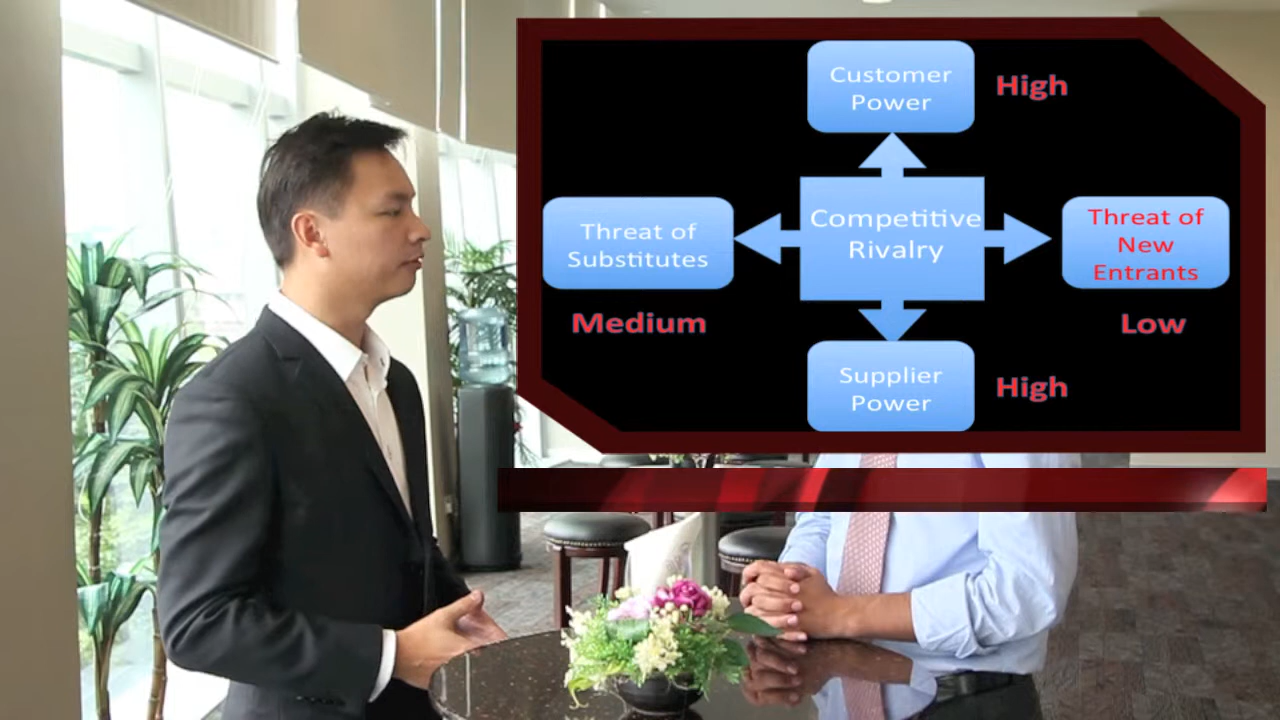 Customer
Power
High
Threat of
Substitutes
Medium
Competitive
Rivalry
Threat of
New
Entrants
Low
Supplier
Power
High